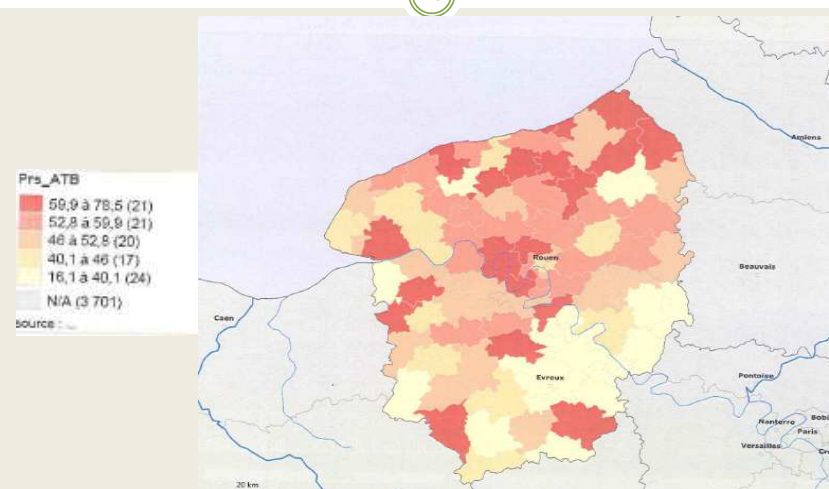 Prs_ATB
59,9 à 78,5 (21)
52,8 à 59,9 (21)
46 à 52,8 (20)
40,1 à 46 (17)
16,1 à 40,1 (24)
N/A (3 701)
source : ...
Amiens
Rouen
Beauvais
Caen
Evreux
Pontoise
Nanterre
Bobi
Paris
Versailles
Cr
20 km